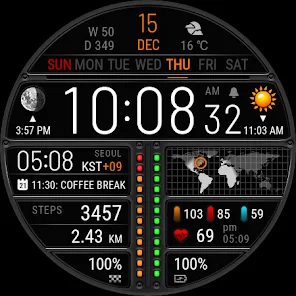 15
W 50
D 349
DEC
16 °C
SUN MON TUE WED THU FRI SAT
10:08 32
AM
3:57 PM
11:03 AM
05:08 SEOUL
KST+09
21 11:30: COFFEE BREAK
STEPS 3457
2.43 KM
100%
103 85 59
69 pm
05:09
100%